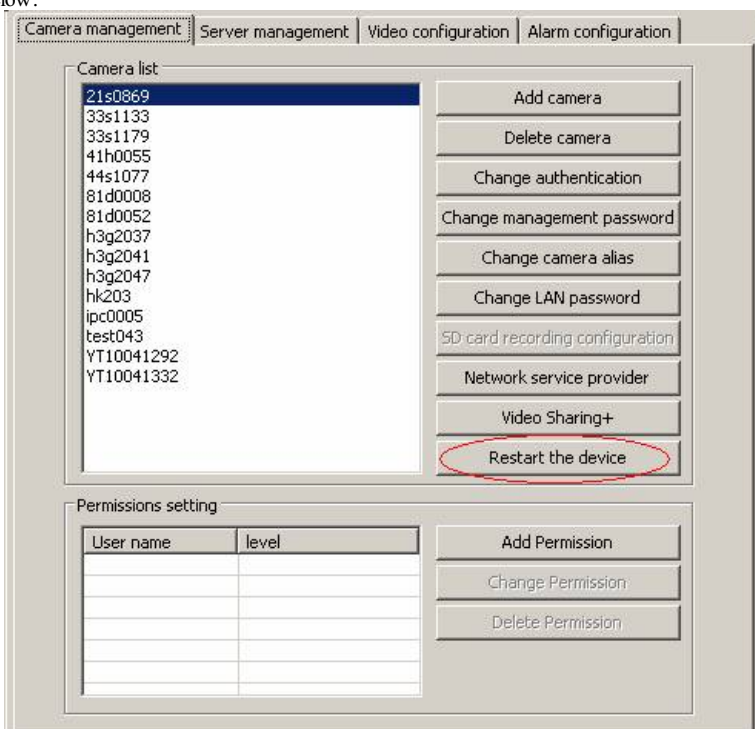 Camera management Server management Video configuration Alarm configuration
Camera list
21s0869
33s1133
33s1179
41h0055
44s1077
81d0008
81d0052
h3g2037
h3g2041
h3g2047
hk203
ipc0005
test043
YT10041292
YT10041332
Add camera
Delete camera
Change authentication
Change management password
Change camera alias
Change LAN password
SD card recording configuration
Network service provider
Video Sharing+
Restart the device
Permissions setting
User name level
Add Permission
Change Permission
Delete Permission